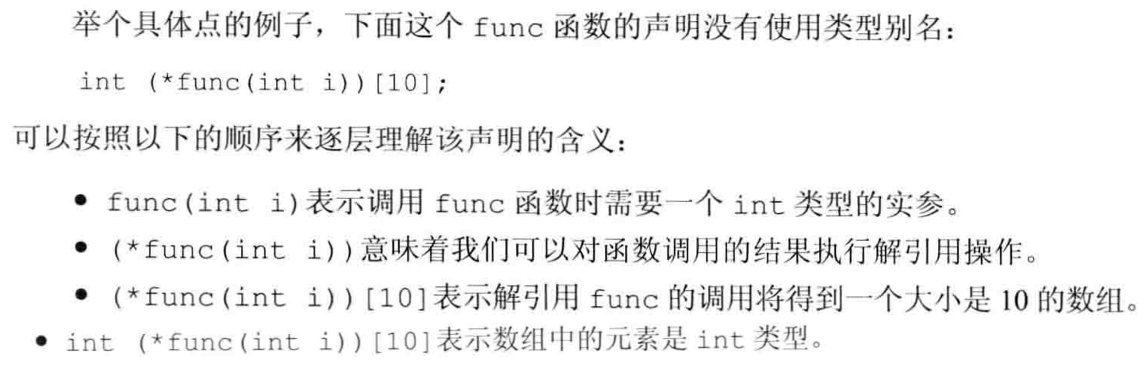 举个具体点的例子，下面这个 func 函数的声明没有使用类型别名：
int (*func(int i))[10];
可以按照以下的顺序来逐层理解该声明的含义：
● func(int i)表示调用 func 函数时需要一个 int 类型的实参。
● (*func(int i))意味着我们可以对函数调用的结果执行解引用操作。
● (*func(int i))[10]表示解引用 func 的调用将得到一个大小是 10 的数组。
● int (*func(int i))[10]表示数组中的元素是 int 类型。